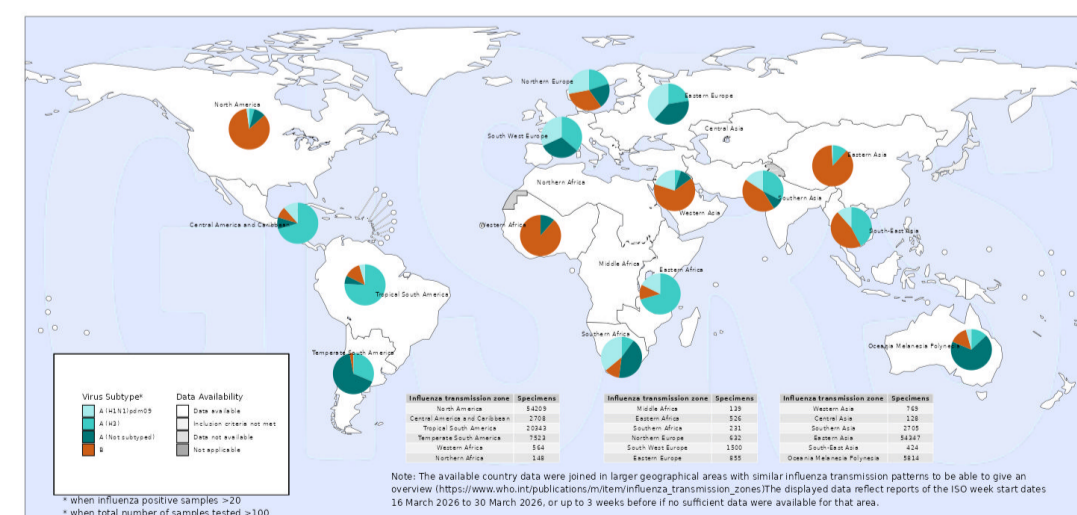 Northern Europe
Eastern Europe
North America
Central Asia
South West Europe
Eastern Asia
Northern Africa
Southern Asia
Western Asia
Central America and Caribbean
Western Africa
South-East Asia
Middle Africa
Eastern Africa
Tropical South America
Southern Africa
Oceania Melanesia Polynesia
Temperate South America
Virus Subtype*
A(H1N1)pdm09
A(H3)
A(Not subtyped)
B
Data Availability
Data available
Inclusion criteria not met
Data not available
Not applicable
* when influenza positive samples >20
* when total number of samples tested >100
Influenza transmission zone Specimens
North America 54209
Central America and Caribbean 2708
Tropical South America 20343
Temperate South America 7523
Western Africa 564
Northern Africa 148
Influenza transmission zone Specimens
Middle Africa 139
Eastern Africa 526
Southern Africa 231
Northern Europe 632
South West Europe 1500
Eastern Europe 855
Influenza transmission zone Specimens
Western Asia 769
Central Asia 128
Southern Asia 2705
Eastern Asia 54347
South-East Asia 424
Oceania Melanesia Polynesia 5814
Note: The available country data were joined in larger geographical areas with similar influenza transmission patterns to be able to give an
overview (https://www.who.int/publications/m/item/influenza_transmission_zones)The displayed data reflect reports of the ISO week start dates
16 March 2026 to 30 March 2026, or up to 3 weeks before if no sufficient data were available for that area.